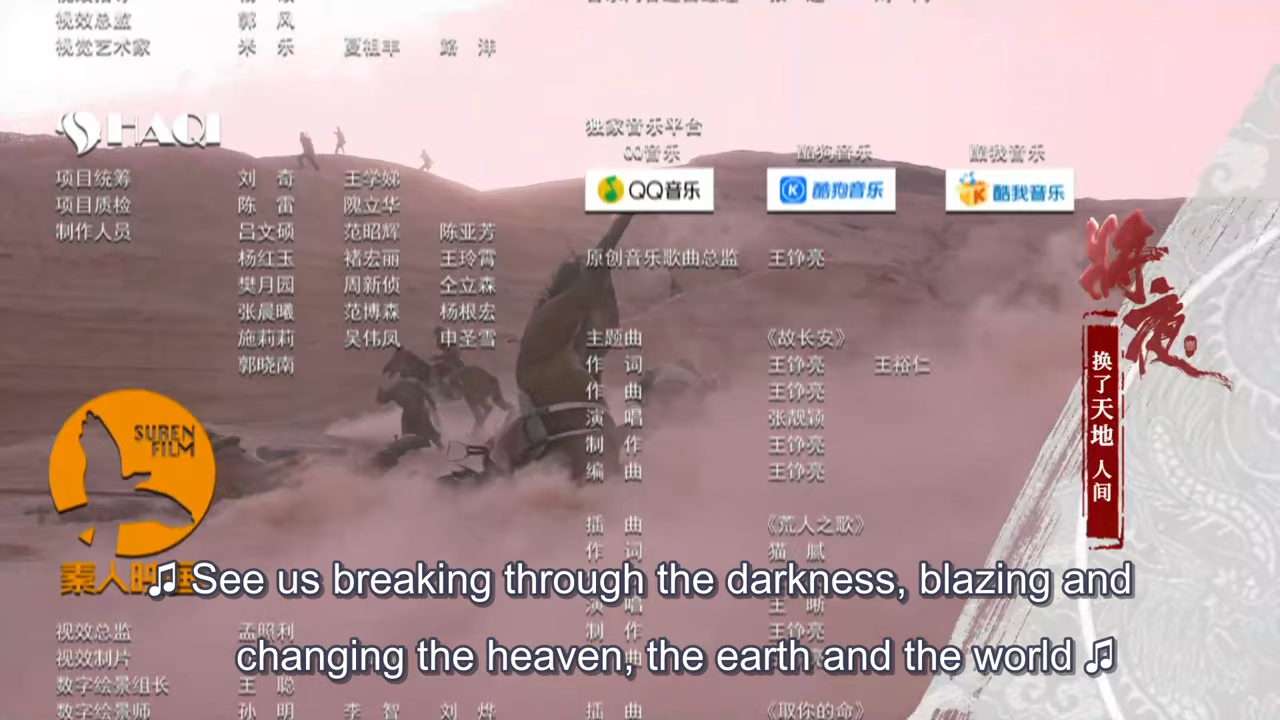 视效总监 郭 风
视觉艺术家 米 乐 夏祖丰 路 洋
HAQI
项目统筹 刘 奇 王学娣
项目质检 陈 雷 隗立华
制作人员 吕文硕 范昭辉 陈亚芳
杨红玉 褚宏丽 王玲霄
樊月园 周新侦 仝立森
张晨曦 范博森 杨根宏
施莉莉 吴伟凤 申圣雪
郭晓南
SUREN
FILM
素人
视效总监 孟照利
视效制片
数字绘景组长 王 聪
数字绘景师 孙 明 李 智 刘 烨
独家音乐平台
QQ音乐 酷狗音乐 酷我音乐
QQ音乐 酷狗音乐 酷我音乐
原创音乐歌曲总监 王铮亮
主题曲 《故长安》
作 词 王铮亮 王裕仁
作 曲 王铮亮
演 唱 张靓颖
制 作 王铮亮
编 曲 王铮亮
插 曲 《荒人之歌》
作 词 猫 腻
演 唱 王 晰
制 作 王铮亮
曲
插 曲 《取你的命》
将夜
换了天地 人间
♫ See us breaking through the darkness, blazing and
changing the heaven, the earth and the world ♫